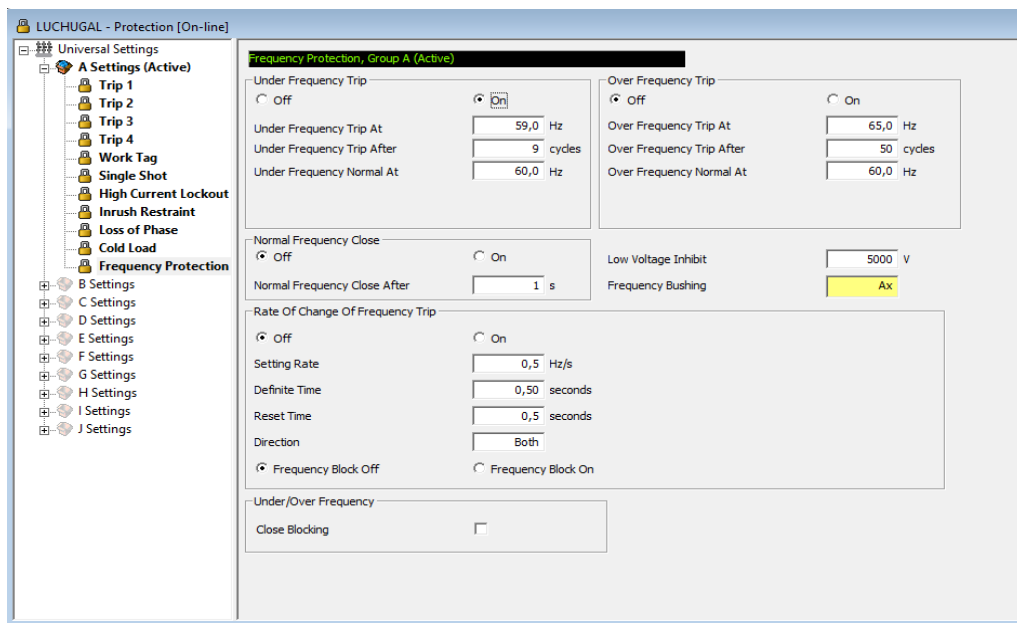 LUCHUGAL - Protection [On-line]
Universal Settings
A Settings (Active)
Trip 1
Trip 2
Trip 3
Trip 4
Work Tag
Single Shot
High Current Lockout
Inrush Restraint
Loss of Phase
Cold Load
Frequency Protection
B Settings
C Settings
D Settings
E Settings
F Settings
G Settings
H Settings
I Settings
J Settings
Frequency Protection, Group A (Active)
Under Frequency Trip
Off On
Under Frequency Trip At 59,0 Hz
Under Frequency Trip After 9 cycles
Under Frequency Normal At 60,0 Hz
Over Frequency Trip
Off On
Over Frequency Trip At 65,0 Hz
Over Frequency Trip After 50 cycles
Over Frequency Normal At 60,0 Hz
Normal Frequency Close
Off On
Normal Frequency Close After 1 s
Low Voltage Inhibit 5000 V
Frequency Bushing Ax
Rate Of Change Of Frequency Trip
Off On
Setting Rate 0,5 Hz/s
Definite Time 0,50 seconds
Reset Time 0,5 seconds
Direction Both
Frequency Block Off Frequency Block On
Under/Over Frequency
Close Blocking